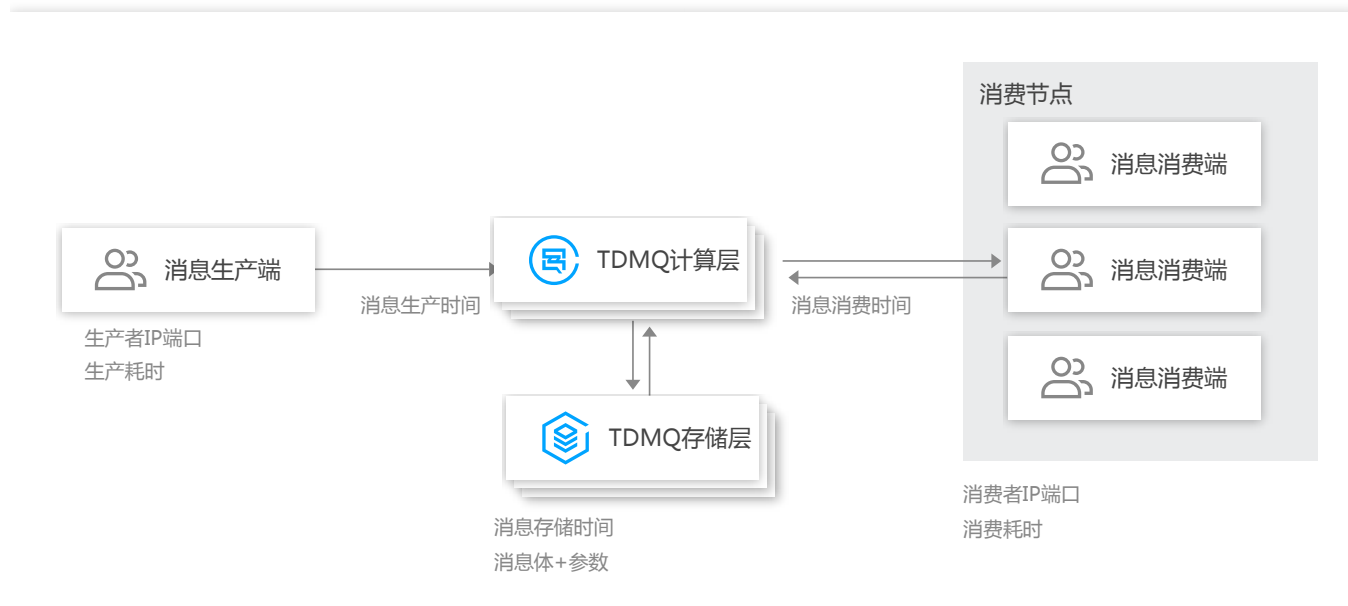 消费节点
消息消费端
消息生产端
TDMQ计算层
消息消费端
消息生产时间
消息消费时间
生产者IP端口
生产耗时
消息消费端
TDMQ存储层
消费者IP端口
消息存储时间
消费耗时
消息体+参数